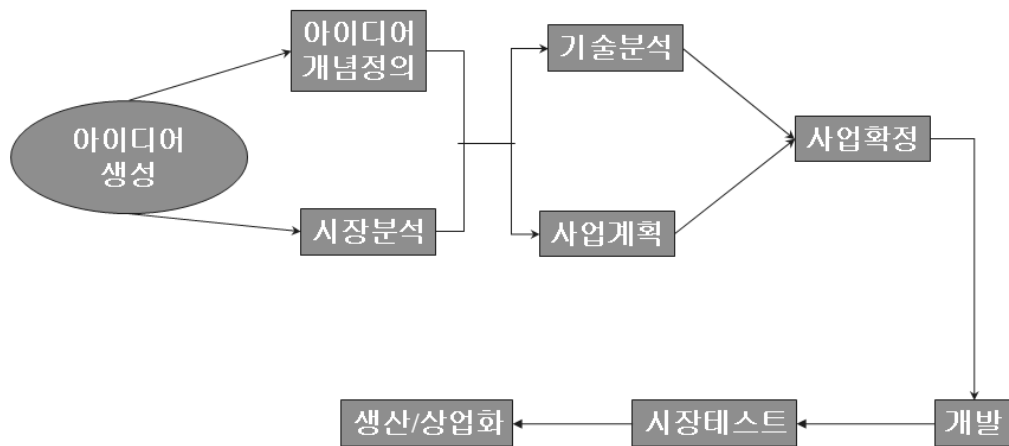 아이디어
생성
아이디어
개념정의
시장분석
기술분석
사업계획
사업확정
개발
시장테스트
생산/상업화